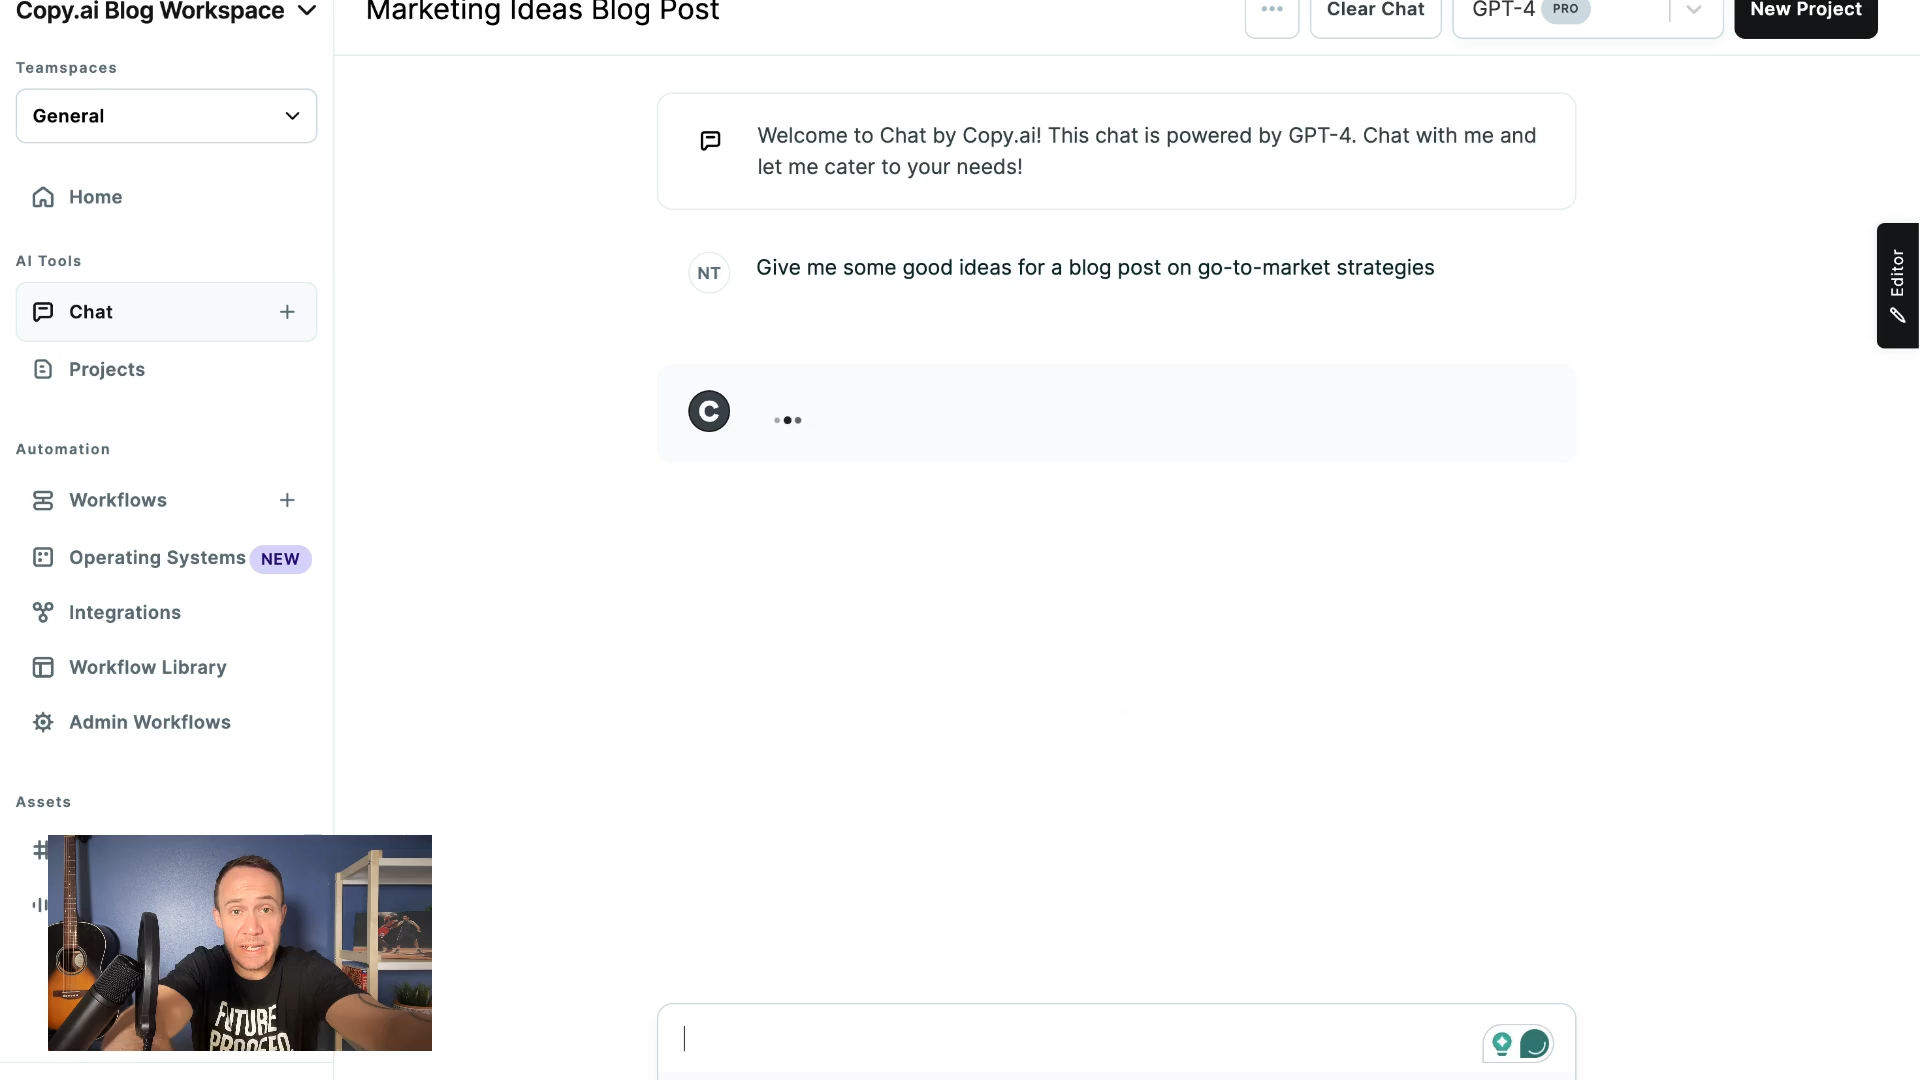 Copy.ai Blog Workspace
Marketing Ideas Blog Post
Clear Chat
GPT-4 PRO
New Project
Teamspaces
General
Welcome to Chat by Copy.ai! This chat is powered by GPT-4. Chat with me and
let me cater to your needs!
Home
Editor
AI Tools
NT
Give me some good ideas for a blog post on go-to-market strategies
Chat
Projects
C
Automation
Workflows
Operating Systems NEW
Integrations
Workflow Library
Admin Workflows
Assets
FUTURE
PROOFED